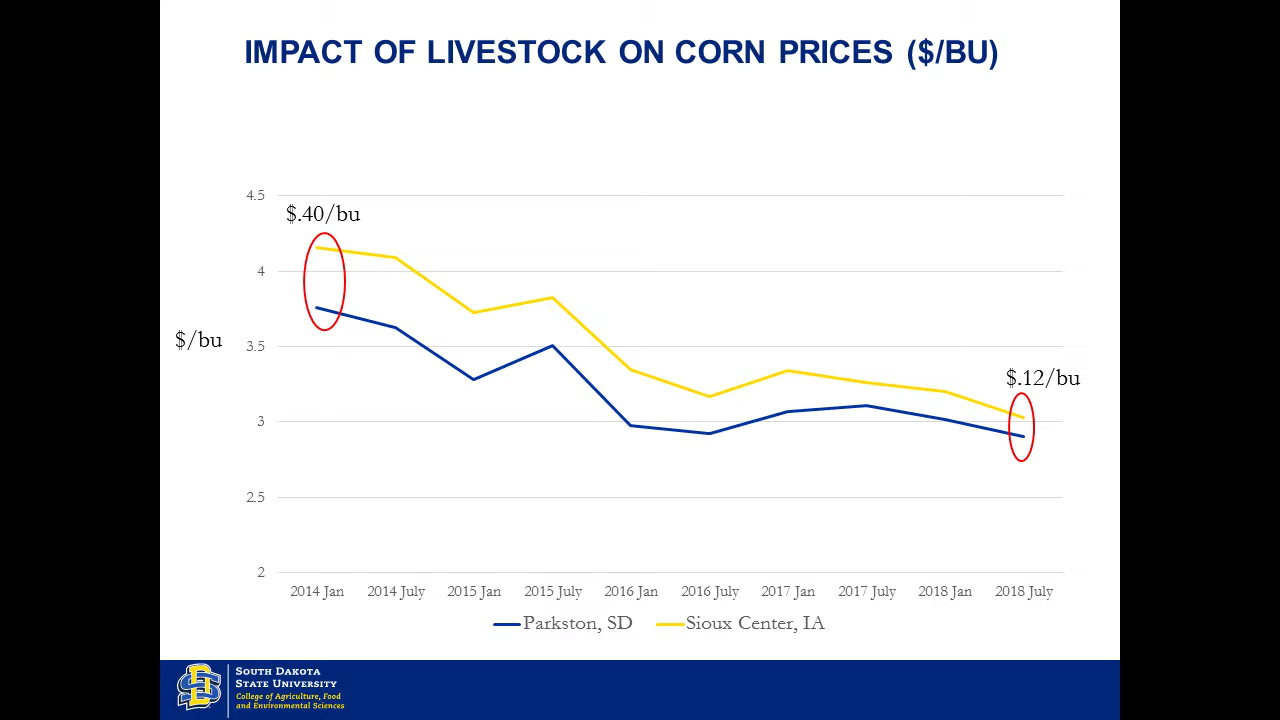 IMPACT OF LIVESTOCK ON CORN PRICES ($/BU)
4.5
$.40/bu
4
$/bu
3.5
$.12/bu
3
2.5
2
2014 Jan 2014 July 2015 Jan 2015 July 2016 Jan 2016 July 2017 Jan 2017 July 2018 Jan 2018 July
Parkston, SD Sioux Center, IA
SOUTH DAKOTA
STATE UNIVERSITY
College of Agriculture, Food
and Environmental Sciences